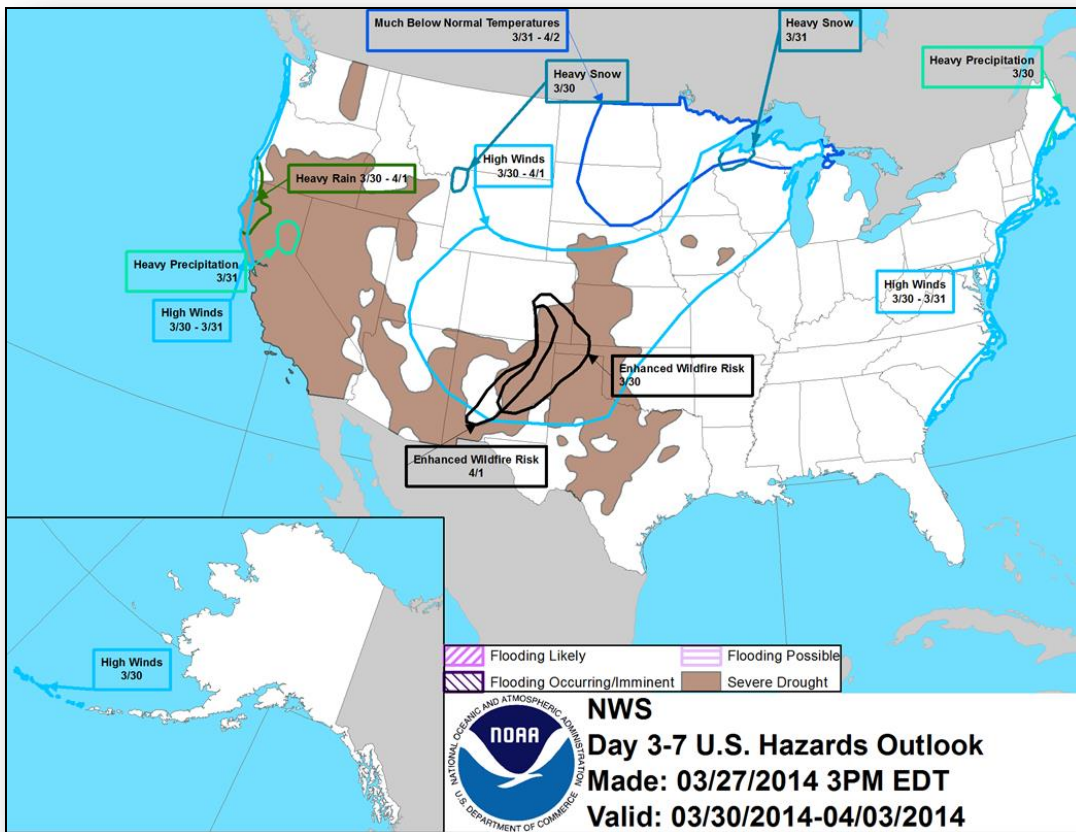 Much Below Normal Temperatures
3/31 - 4/2
Heavy Snow
3/31
Heavy Snow
3/30
Heavy Precipitation
3/30
High Winds
3/30 - 4/1
Heavy Rain 3/30 - 4/1
Heavy Precipitation
3/31
High Winds
3/30 - 3/31
High Winds
3/30 - 3/31
Enhanced Wildfire Risk
3/30
Enhanced Wildfire Risk
4/1
High Winds
3/30
Flooding Likely
Flooding Possible
Flooding Occurring/Imminent
Severe Drought
NATIONAL OCEANIC AND ATMOSPHERIC ADMINISTRATION
NOAA
U.S. DEPARTMENT OF COMMERCE
NWS
Day 3-7 U.S. Hazards Outlook
Made: 03/27/2014 3PM EDT
Valid: 03/30/2014-04/03/2014